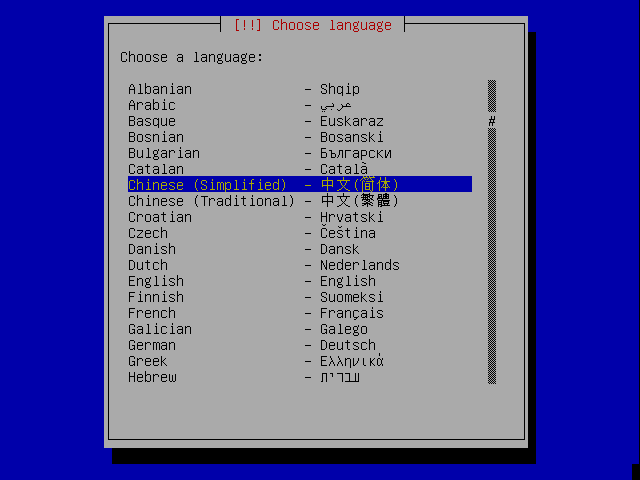 [!!] Choose language
Choose a language:
Albanian - Shqip
Arabic - عربي
Basque - Euskaraz
Bosnian - Bosanski
Bulgarian - Български
Catalan - Català
Chinese (Simplified) - 中文(简体)
Chinese (Traditional) - 中文(繁體)
Croatian - Hrvatski
Czech - Čeština
Danish - Dansk
Dutch - Nederlands
English - English
Finnish - Suomeksi
French - Français
Galician - Galego
German - Deutsch
Greek - Ελληνικά
Hebrew - עברית